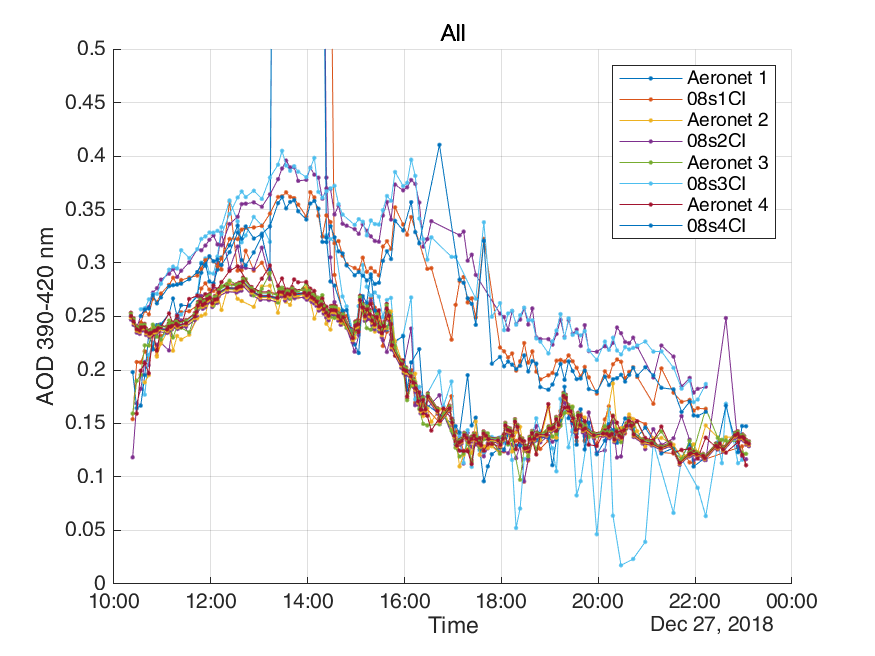 All
0.5
0.45
0.4
0.35
0.3
0.25
0.2
0.15
0.1
0.05
0
AOD 390-420 nm
Aeronet 1
08s1CI
Aeronet 2
08s2CI
Aeronet 3
08s3CI
Aeronet 4
08s4CI
10:00 12:00 14:00 16:00 18:00 20:00 22:00 00:00
Time
Dec 27, 2018